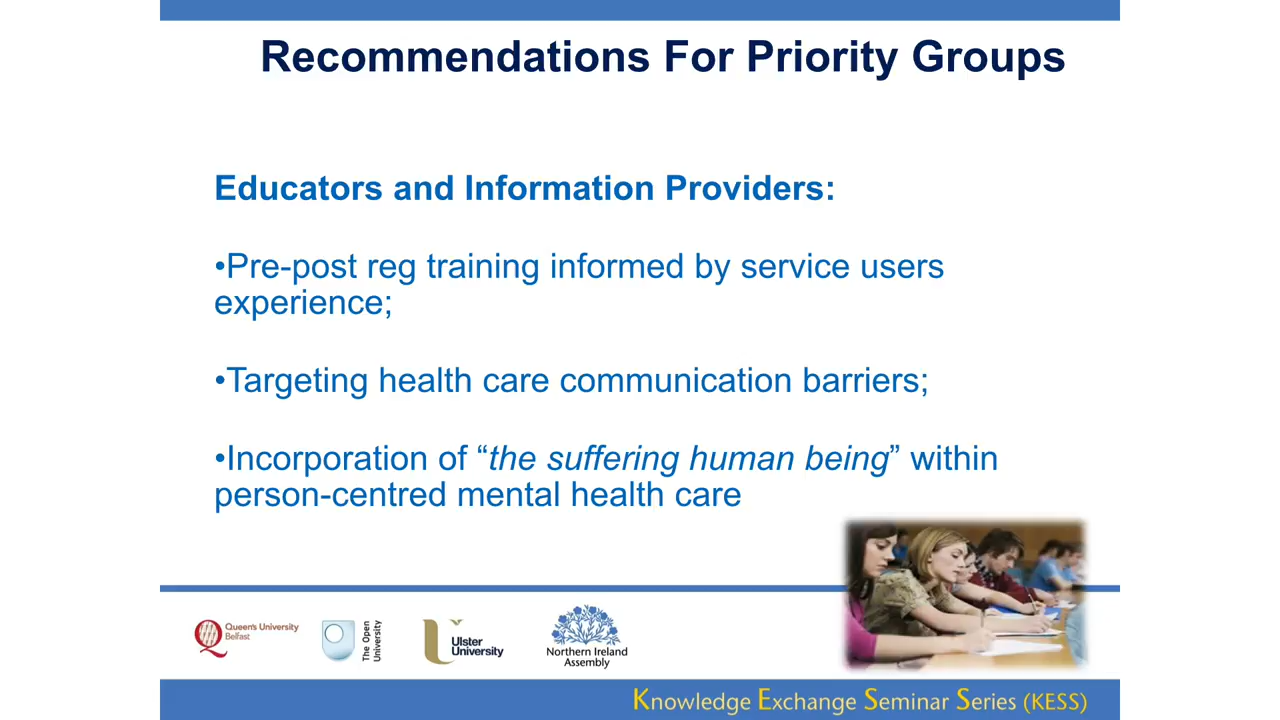 Recommendations For Priority Groups
Educators and Information Providers:
•Pre-post reg training informed by service users
experience;
•Targeting health care communication barriers;
•Incorporation of “the suffering human being” within
person-centred mental health care
Queen's University
Belfast
The Open
University
Ulster
University
Northern Ireland
Assembly
Knowledge Exchange Seminar Series (KESS)